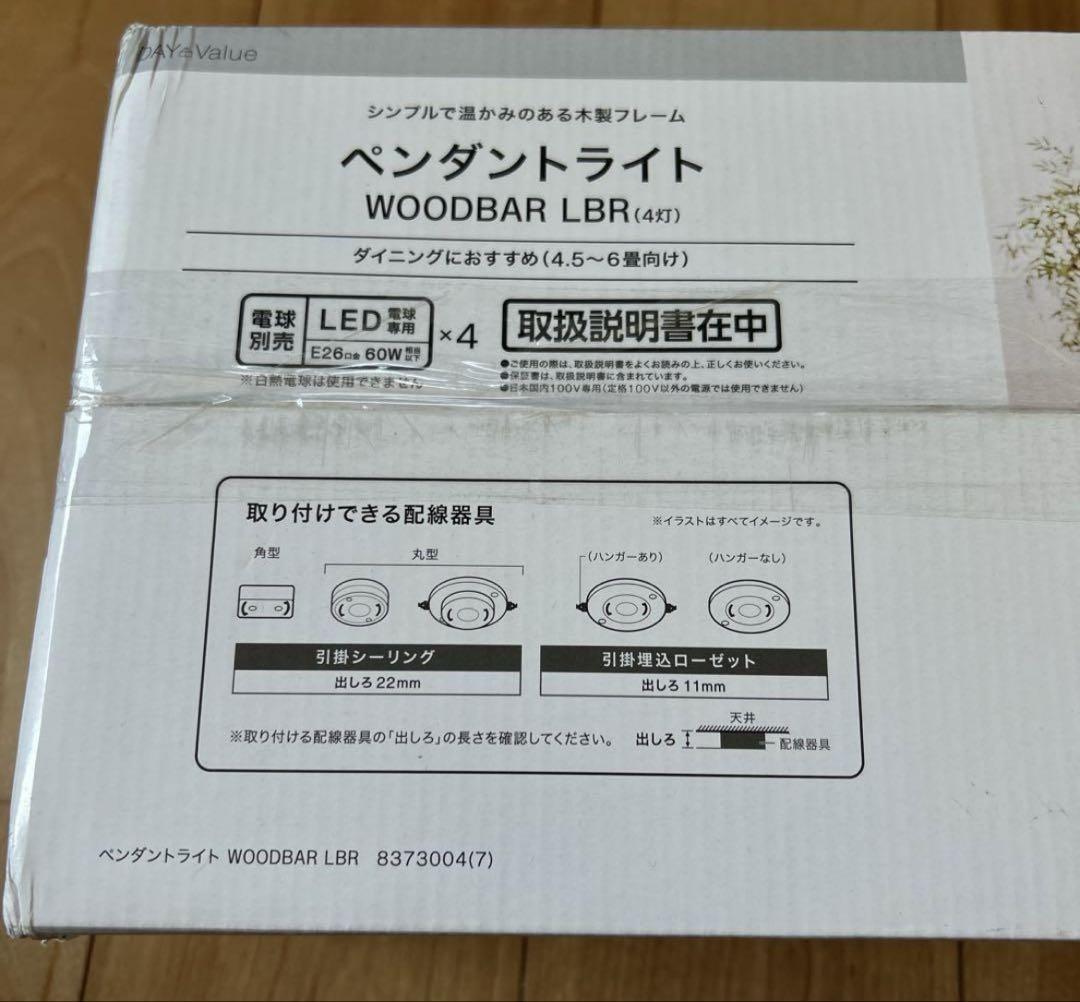 DAY&Value
シンプルで温かみのある木製フレーム
ペンダントライト
WOODBAR LBR(4灯)
ダイニングにおすすめ(4.5〜6畳向け)
電球別売
LED電球専用
E26口金 60W相当以下
×4
※白熱電球は使用できません
取扱説明書在中
●ご使用の際は、取扱説明書をよくお読みの上、正しくお使いください。
●保証書は、取扱説明書に含まれています。
●日本国内100V専用(定格100V以外の電源では使用できません)
取り付けできる配線器具
※イラストはすべてイメージです。
角型
丸型
(ハンガーあり)
(ハンガーなし)
引掛シーリング
出しろ 22mm
引掛埋込ローゼット
出しろ 11mm
※取り付ける配線器具の「出しろ」の長さを確認してください。
天井
出しろ
配線器具
ペンダントライト WOODBAR LBR 8373004(7)